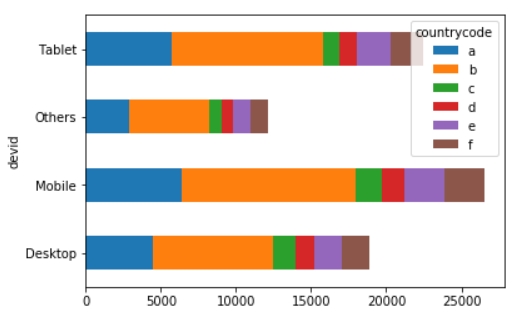 countrycode
a
b
c
d
e
f
devid
Tablet
Others
Mobile
Desktop
0 5000 10000 15000 20000 25000